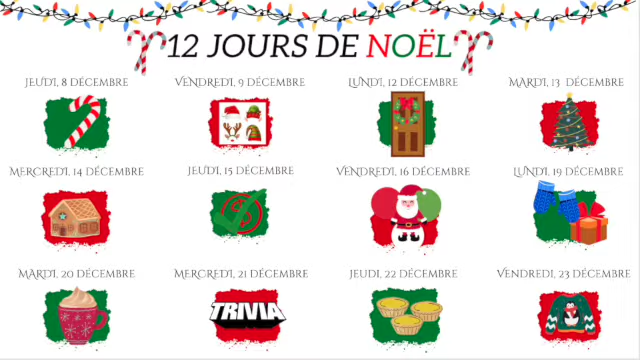 12 JOURS DE NOËL
JEUDI, 8 DÉCEMBRE
VENDREDI, 9 DÉCEMBRE
LUNDI, 12 DÉCEMBRE
MARDI, 13 DÉCEMBRE
MERCREDI, 14 DÉCEMBRE
JEUDI, 15 DÉCEMBRE
VENDREDI, 16 DÉCEMBRE
LUNDI, 19 DÉCEMBRE
MARDI, 20 DÉCEMBRE
MERCREDI, 21 DÉCEMBRE
JEUDI, 22 DÉCEMBRE
VENDREDI, 23 DÉCEMBRE
TRIVIA